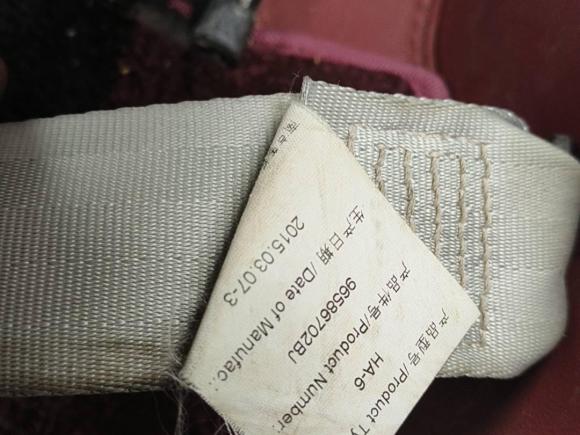 产品型号/Product Ty
HA-6
产品件号/Product Number:
96586702BJ
生产日期 /Date of Manufac...
2015.03.07-3